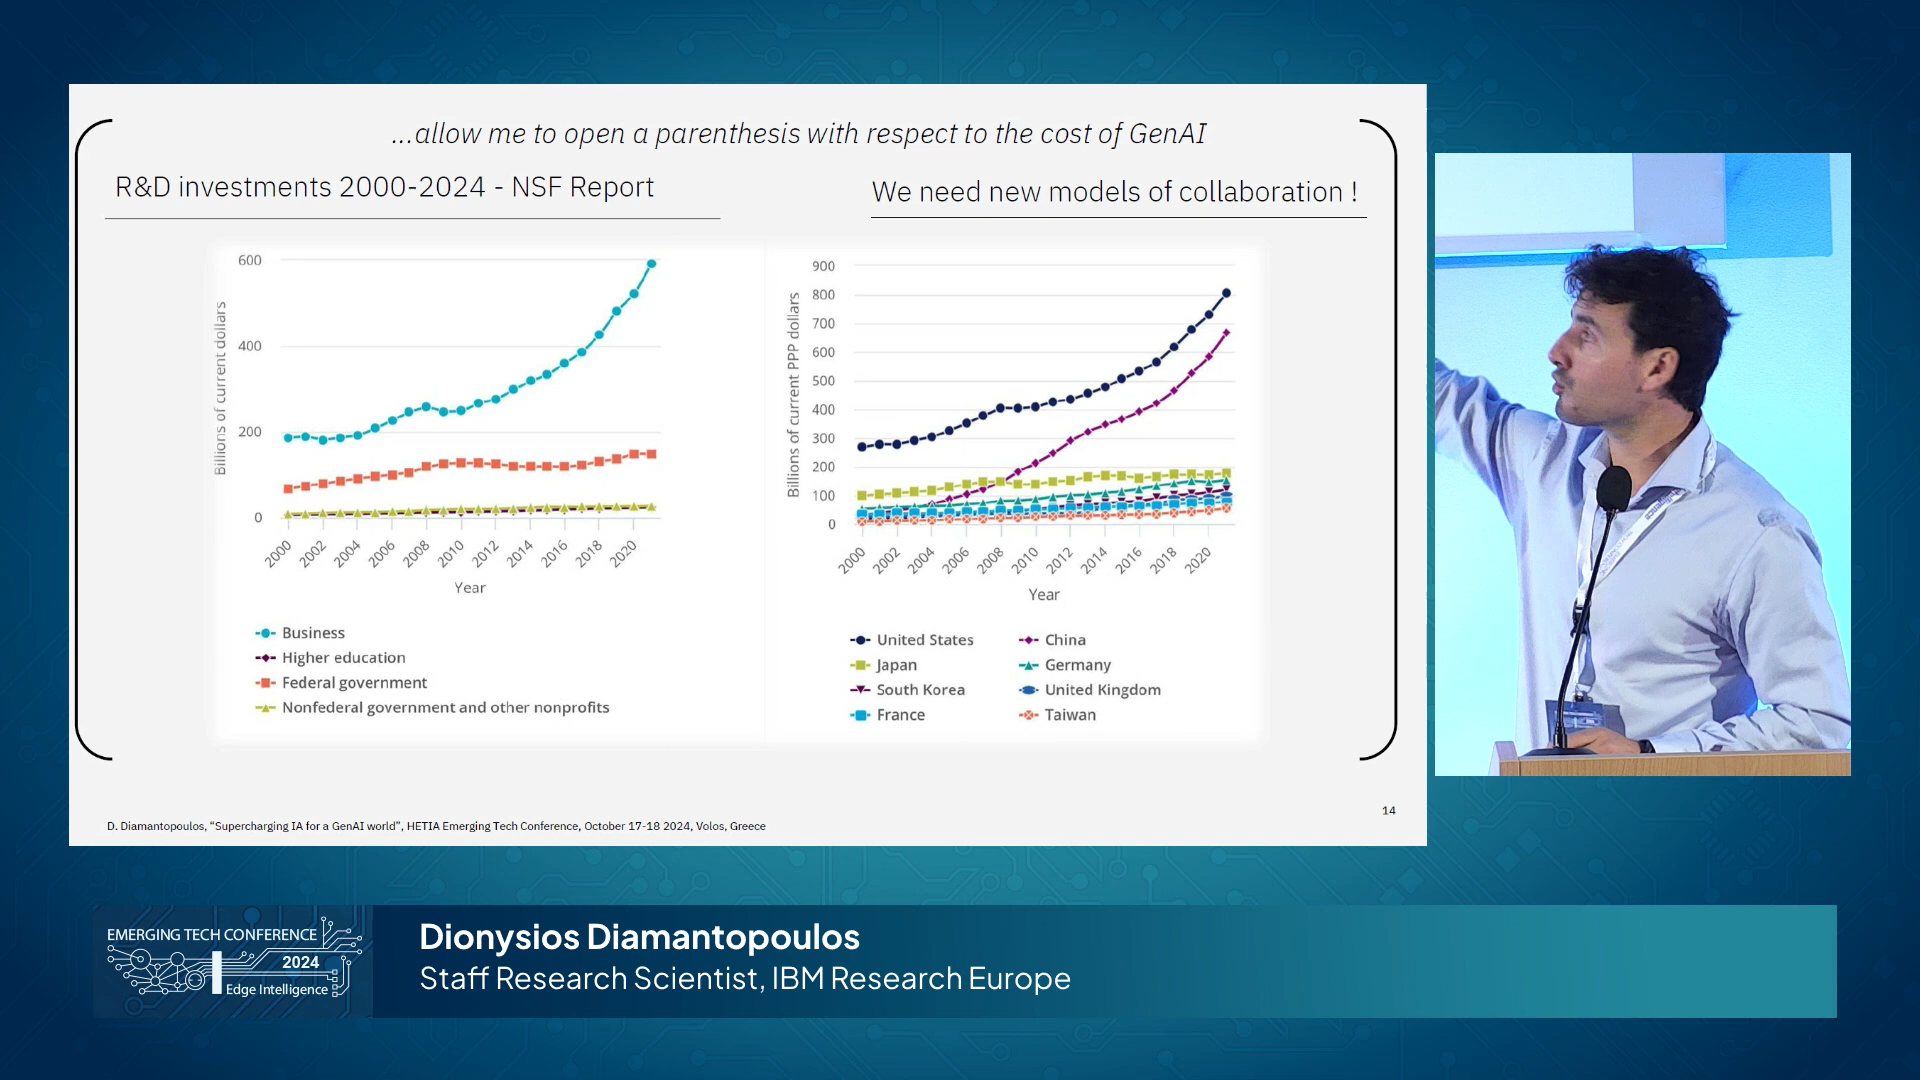 ...allow me to open a parenthesis with respect to the cost of GenAI
R&D investments 2000-2024 - NSF Report
We need new models of collaboration !
Billions of current dollars
600
400
200
0
2000
2002
2004
2006
2008
2010
2012
2014
2016
2018
2020
Year
Business
Higher education
Federal government
Nonfederal government and other nonprofits
Billions of current PPP dollars
900
800
700
600
500
400
300
200
100
0
2000
2002
2004
2006
2008
2010
2012
2014
2016
2018
2020
Year
United States
China
Japan
Germany
South Korea
United Kingdom
France
Taiwan
14
D. Diamantopoulos, “Supercharging IA for a GenAI world”, HETIA Emerging Tech Conference, October 17-18 2024, Volos, Greece
EMERGING TECH CONFERENCE
2024
Edge Intelligence
Dionysios Diamantopoulos
Staff Research Scientist, IBM Research Europe